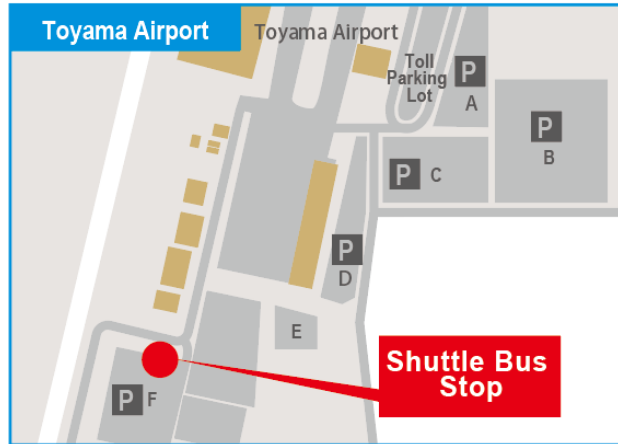 Toyama Airport
Toyama Airport
Toll
Parking
Lot
P
A
P
B
P
C
P
D
E
P
F
Shuttle Bus
Stop